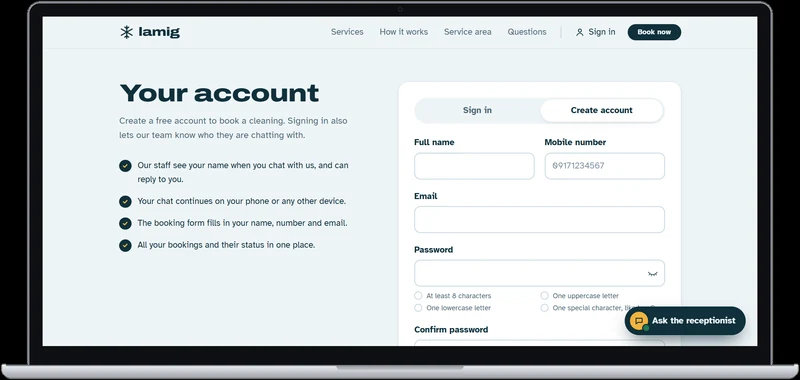 lamig
Services
How it works
Service area
Questions
Sign in
Book now
Your account
Create a free account to book a cleaning. Signing in also
lets our team know who they are chatting with.
Our staff see your name when you chat with us, and can
reply to you.
Your chat continues on your phone or any other device.
The booking form fills in your name, number and email.
All your bookings and their status in one place.
Sign in
Create account
Full name
Mobile number
09171234567
Email
Password
At least 8 characters
One uppercase letter
One lowercase letter
One special character,
Confirm password
Ask the receptionist